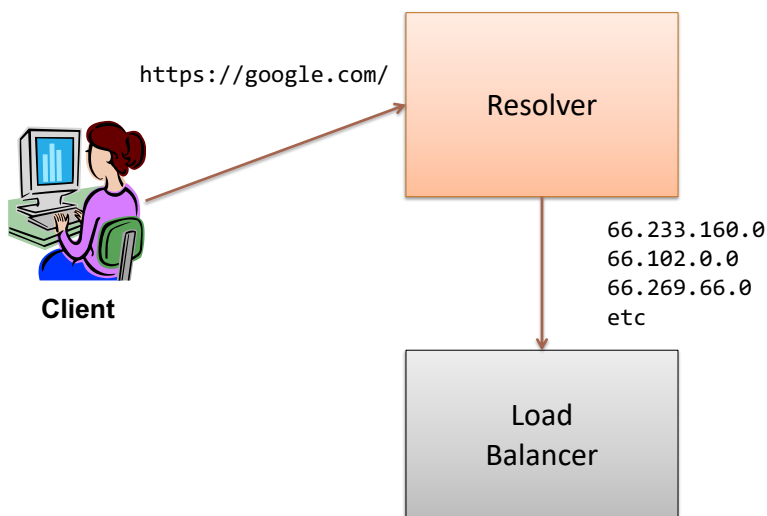 https://google.com/
Resolver
66.233.160.0
66.102.0.0
66.269.66.0
etc
Client
Load
Balancer